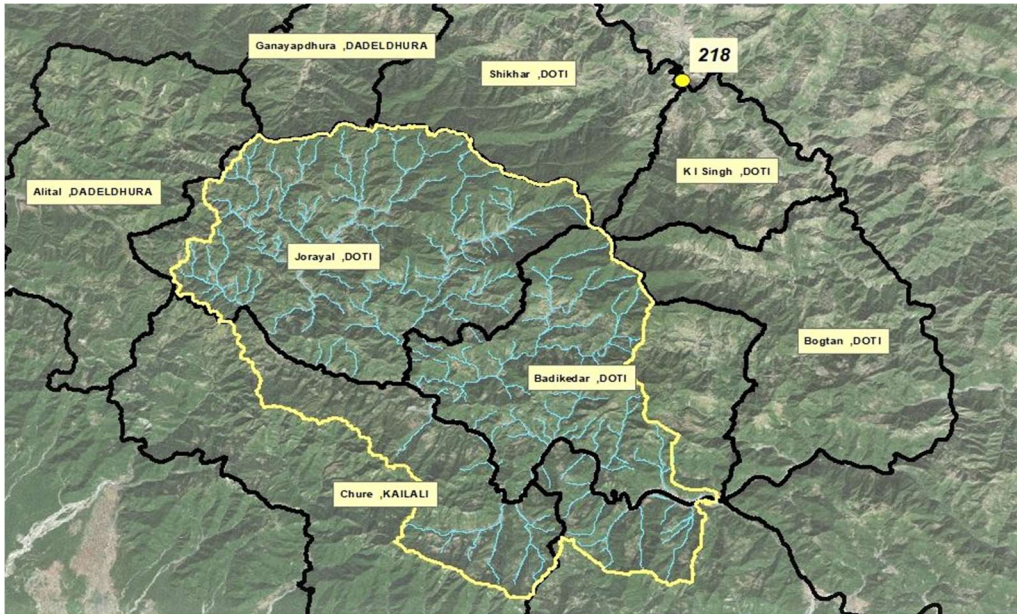 Ganayapdhura ,DADELDHURA
218
Shikhar ,DOTI
K I Singh ,DOTI
Alital ,DADELDHURA
Jorayal ,DOTI
Bogtan ,DOTI
Badikedar ,DOTI
Chure ,KAILALI